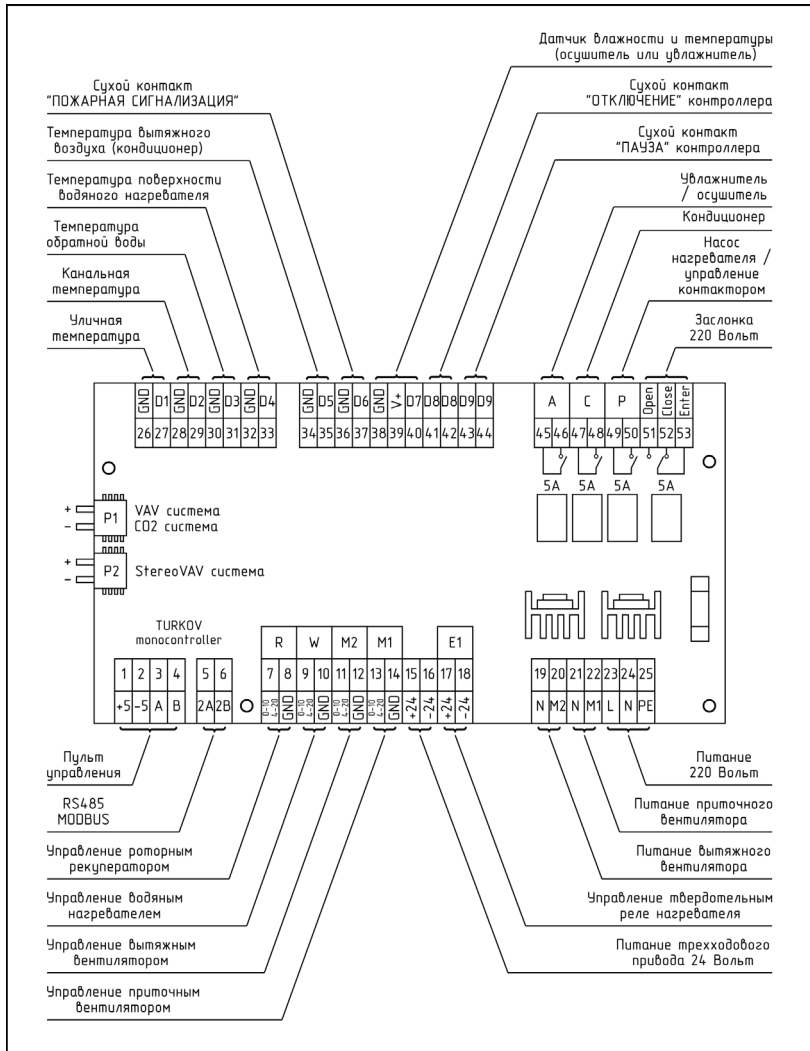 Датчик влажности и температуры
(осушитель или увлажнитель)
Сухой контакт
"ПОЖАРНАЯ СИГНАЛИЗАЦИЯ"
Сухой контакт
"ОТКЛЮЧЕНИЕ" контроллера
Температура вытяжного
воздуха (кондиционер)
Сухой контакт
"ПАУЗА" контроллера
Температура поверхности
водяного нагревателя
Увлажнитель
/ осушитель
Кондиционер
Температура
обратной воды
Насос
нагревателя /
управление
контактором
Канальная
температура
Уличная
температура
Заслонка
220 Вольт
GND D1 GND D2 GND D3 GND D4 GND D5 GND D6 GND V+ D7 D8 D8 D9 D9 A C P Open Close Enter
26 27 28 29 30 31 32 33 34 35 36 37 38 39 40 41 42 43 44 45 46 47 48 49 50 51 52 53
5A 5A 5A 5A
+ − P1 VAV система
CO2 система
+ − P2 StereoVAV система
TURKOV
monocontroller
R W M2 M1 E1
1 2 3 4 5 6 7 8 9 10 11 12 13 14 15 16 17 18 19 20 21 22 23 24 25
+5 -5 A B 2A 2B 0-10 4-20 GND 0-10 4-20 GND 0-10 4-20 GND 0-10 4-20 GND +24 -24 +24 -24 N M2 N M1 L N PE
Пульт
управления
Питание
220 Вольт
RS485
MODBUS
Питание приточного
вентилятора
Управление роторным
рекуператором
Питание вытяжного
вентилятора
Управление водяным
нагревателем
Управление твердотельным
реле нагревателя
Управление вытяжным
вентилятором
Питание трехходового
привода 24 Вольт
Управление приточным
вентилятором